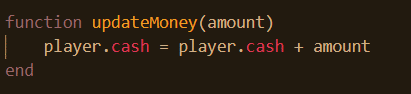 function updateMoney(amount)
    player.cash = player.cash + amount
end